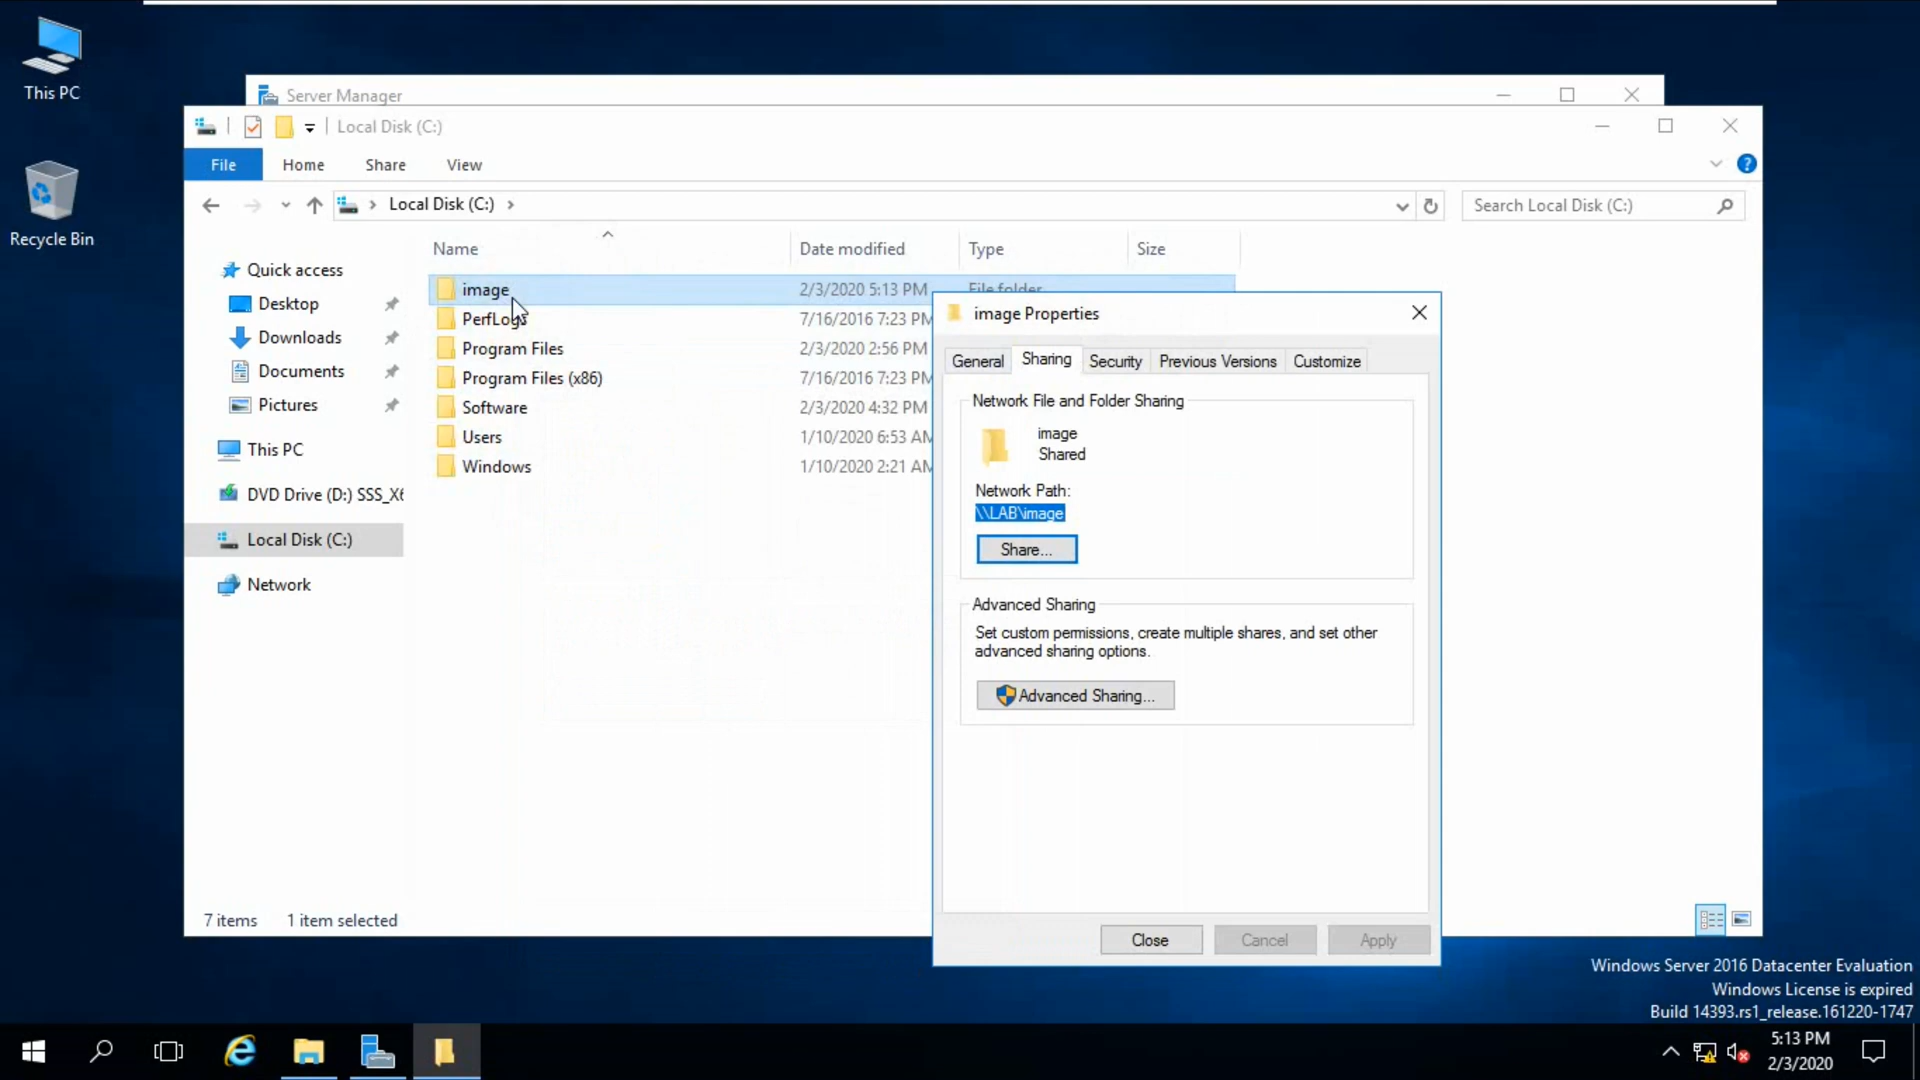 This PC
Recycle Bin
Server Manager
Local Disk (C:)
File Home Share View
Local Disk (C:)
Search Local Disk (C:)
Name Date modified Type Size
Quick access
Desktop
Downloads
Documents
Pictures
This PC
DVD Drive (D:) SSS_X6
Local Disk (C:)
Network
image 2/3/2020 5:13 PM File folder
PerfLogs 7/16/2016 7:23 PM
Program Files 2/3/2020 2:56 PM
Program Files (x86) 7/16/2016 7:23 PM
Software 2/3/2020 4:32 PM
Users 1/10/2020 6:53 AM
Windows 1/10/2020 2:21 AM
7 items 1 item selected
image Properties
General Sharing Security Previous Versions Customize
Network File and Folder Sharing
image
Shared
Network Path:
\\LAB\image
Share...
Advanced Sharing
Set custom permissions, create multiple shares, and set other
advanced sharing options.
Advanced Sharing...
Close Cancel Apply
Windows Server 2016 Datacenter Evaluation
Windows License is expired
Build 14393.rs1_release.161220-1747
5:13 PM
2/3/2020